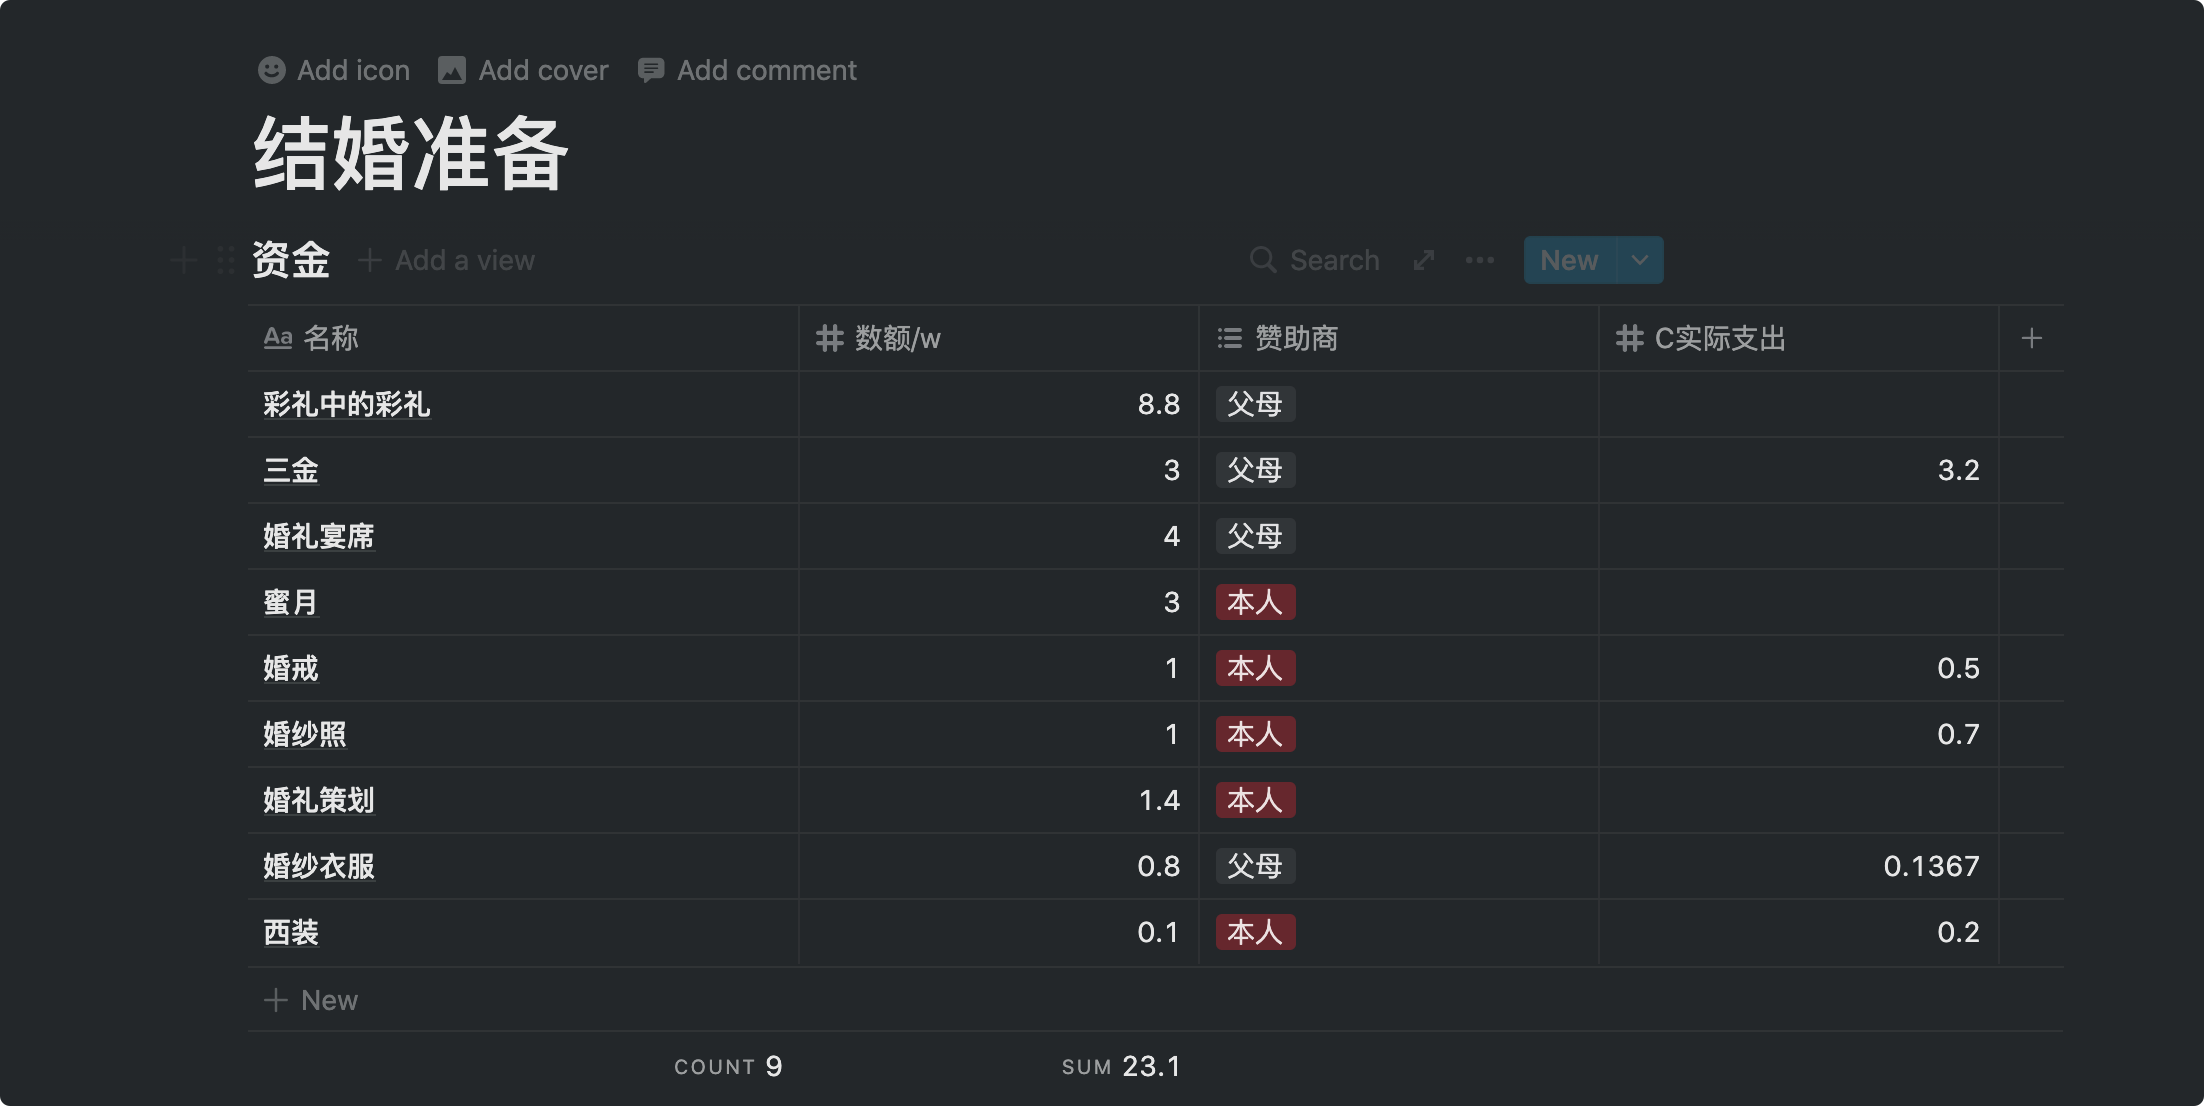 Add icon Add cover Add comment
结婚准备
资金 Add a view Search New
Aa 名称 数额/w 赞助商 C实际支出
彩礼中的彩礼 8.8 父母
三金 3 父母 3.2
婚礼宴席 4 父母
蜜月 3 本人
婚戒 1 本人 0.5
婚纱照 1 本人 0.7
婚礼策划 1.4 本人
婚纱衣服 0.8 父母 0.1367
西装 0.1 本人 0.2
New
COUNT 9 SUM 23.1